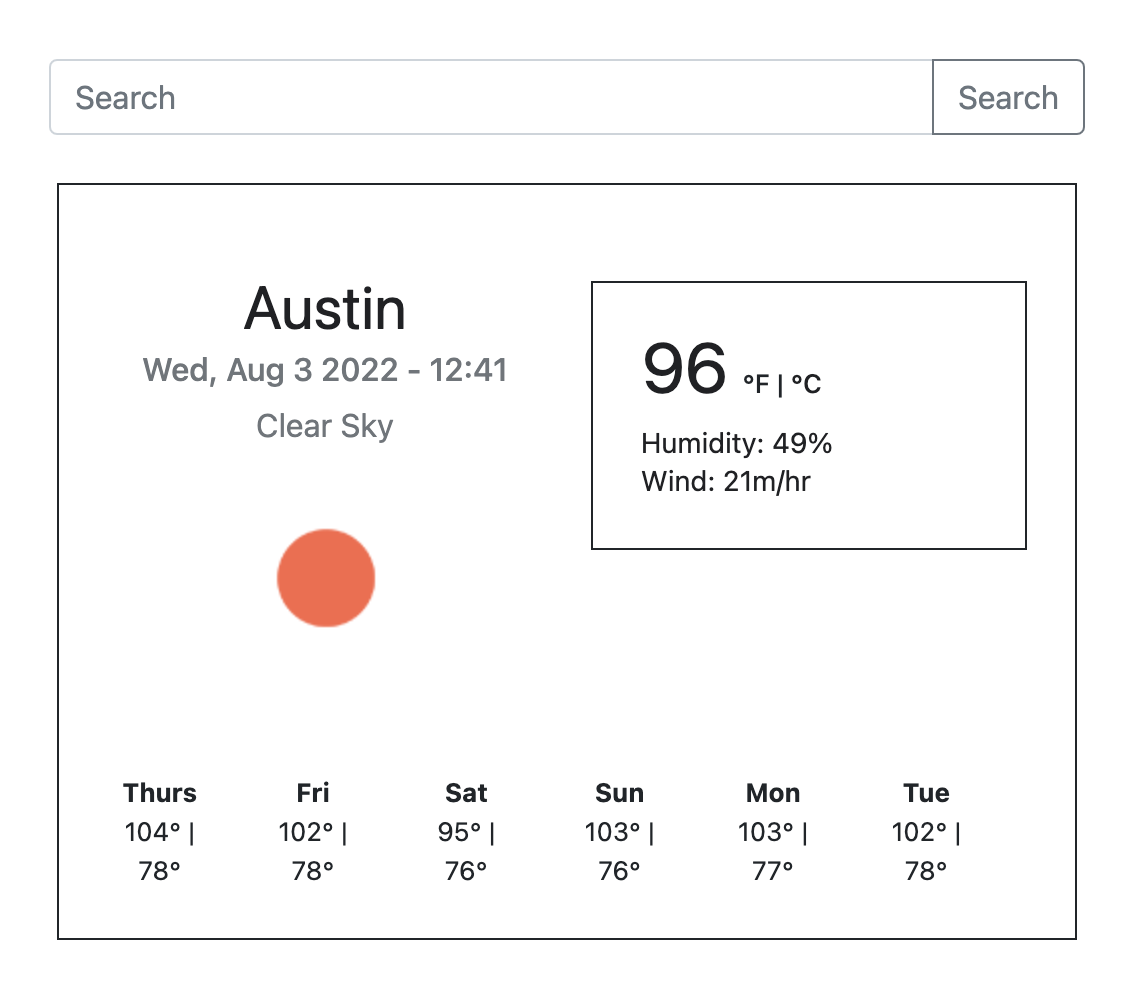 Search Search
Austin
Wed, Aug 3 2022 - 12:41
Clear Sky
96 °F | °C
Humidity: 49%
Wind: 21m/hr
Thurs Fri Sat Sun Mon Tue
104° | 102° | 95° | 103° | 103° | 102° |
78° 78° 76° 76° 77° 78°